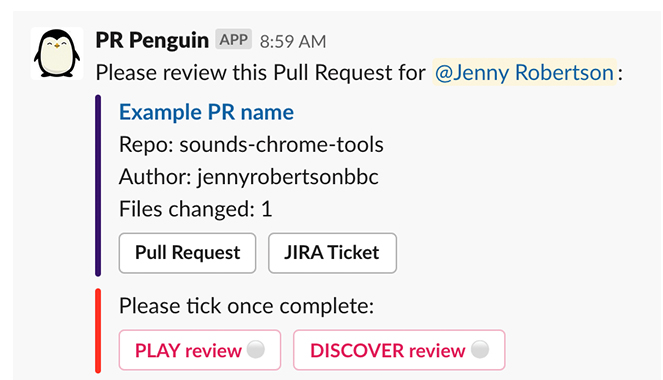 PR Penguin APP 8:59 AM
Please review this Pull Request for @Jenny Robertson:
Example PR name
Repo: sounds-chrome-tools
Author: jennyrobertsonbbc
Files changed: 1
Pull Request JIRA Ticket
Please tick once complete:
PLAY review DISCOVER review